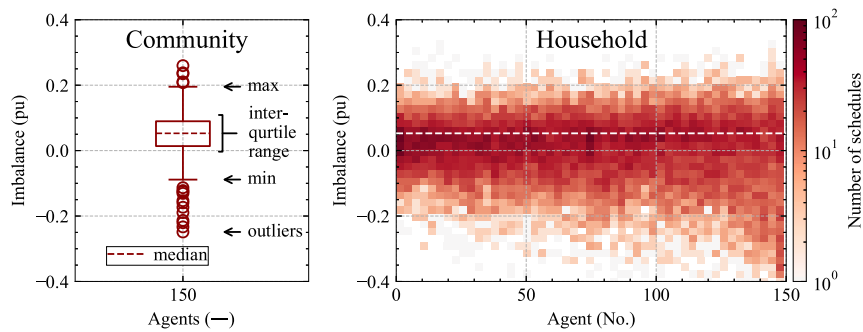 Community
Imbalance (pu)
0.4
0.2
0.0
−0.2
−0.4
max
inter-
qurtile
range
min
outliers
median
150
Agents (—)
Household
Imbalance (pu)
0.4
0.2
0.0
−0.2
−0.4
0 50 100 150
Agent (No.)
10²
10¹
10⁰
Number of schedules